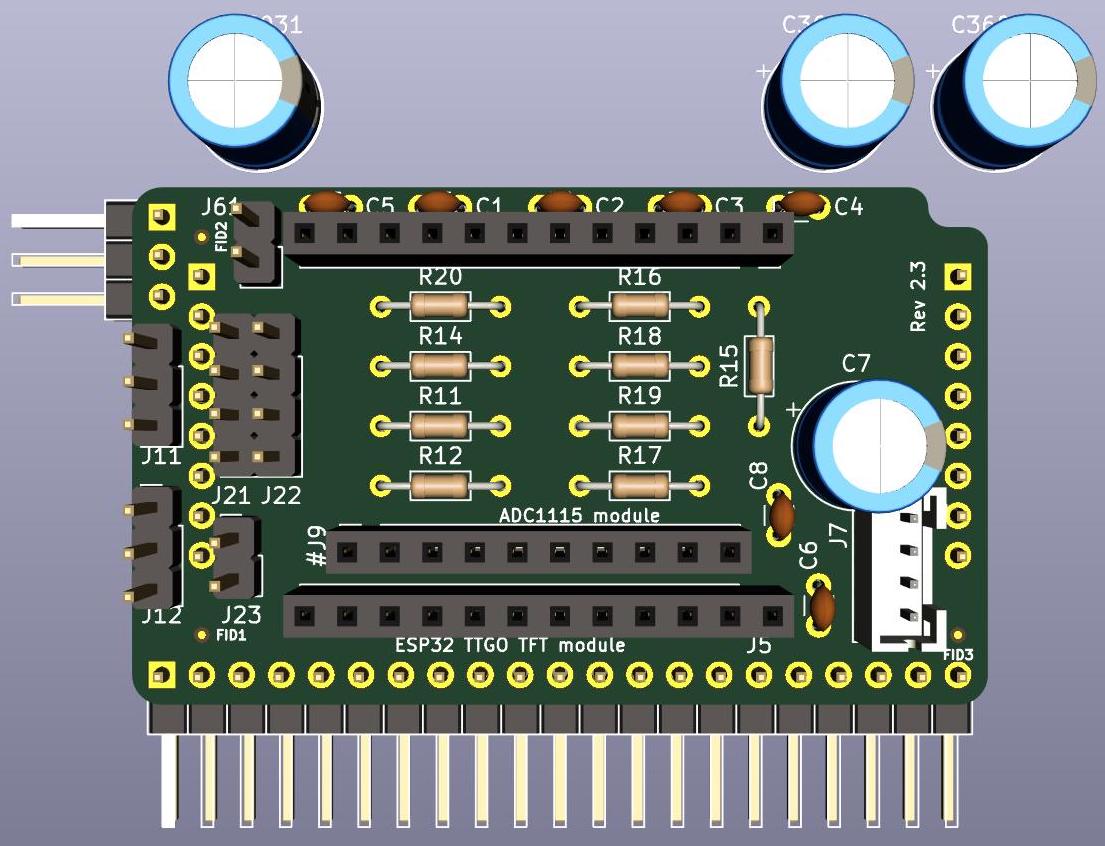 J61
C5
C1
C2
C3
C4
FID2
R20
R16
Rev 2.3
R14
R18
R15
C7
R11
R19
J11
R12
R17
C8
J21 J22
ADC1115 module
#J9
J7
C6
J12
J23
FID1
ESP32 TTGO TFT module
J5
FID3